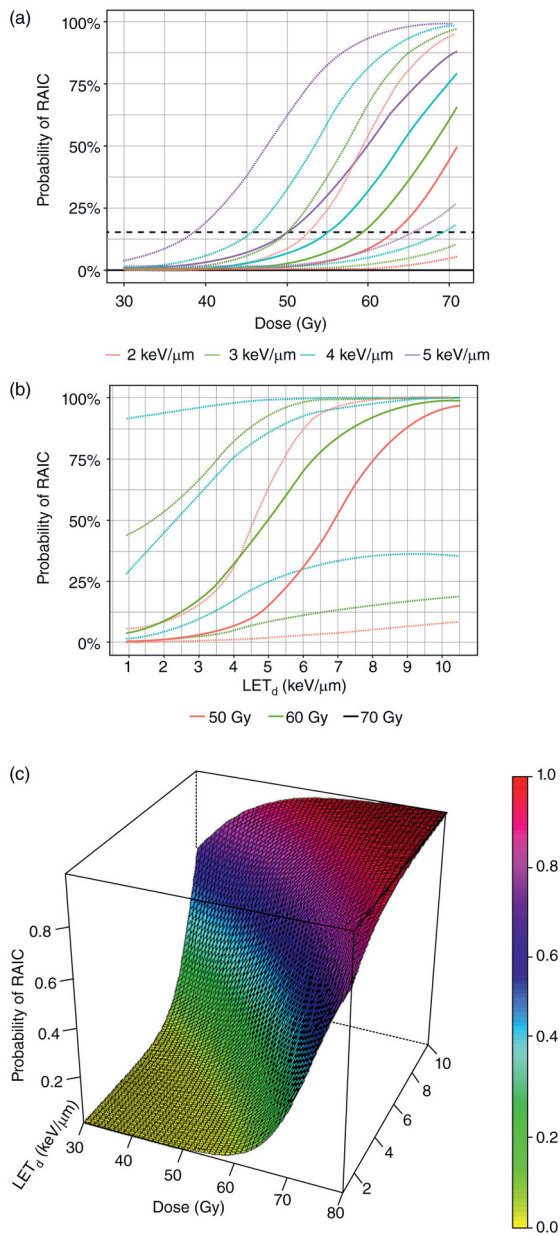 (a)
100%
75%
50%
25%
0%
Probability of RAIC
30 40 50 60 70
Dose (Gy)
2 keV/μm 3 keV/μm 4 keV/μm 5 keV/μm
(b)
100%
75%
50%
25%
0%
Probability of RAIC
1 2 3 4 5 6 7 8 9 10
LETd (keV/μm)
50 Gy 60 Gy 70 Gy
(c)
Probability of RAIC
0.8
0.6
0.4
0.2
LETd (keV/μm)
30 40 50 60 70 80
Dose (Gy)
10
8
6
4
2
1.0
0.8
0.6
0.4
0.2
0.0